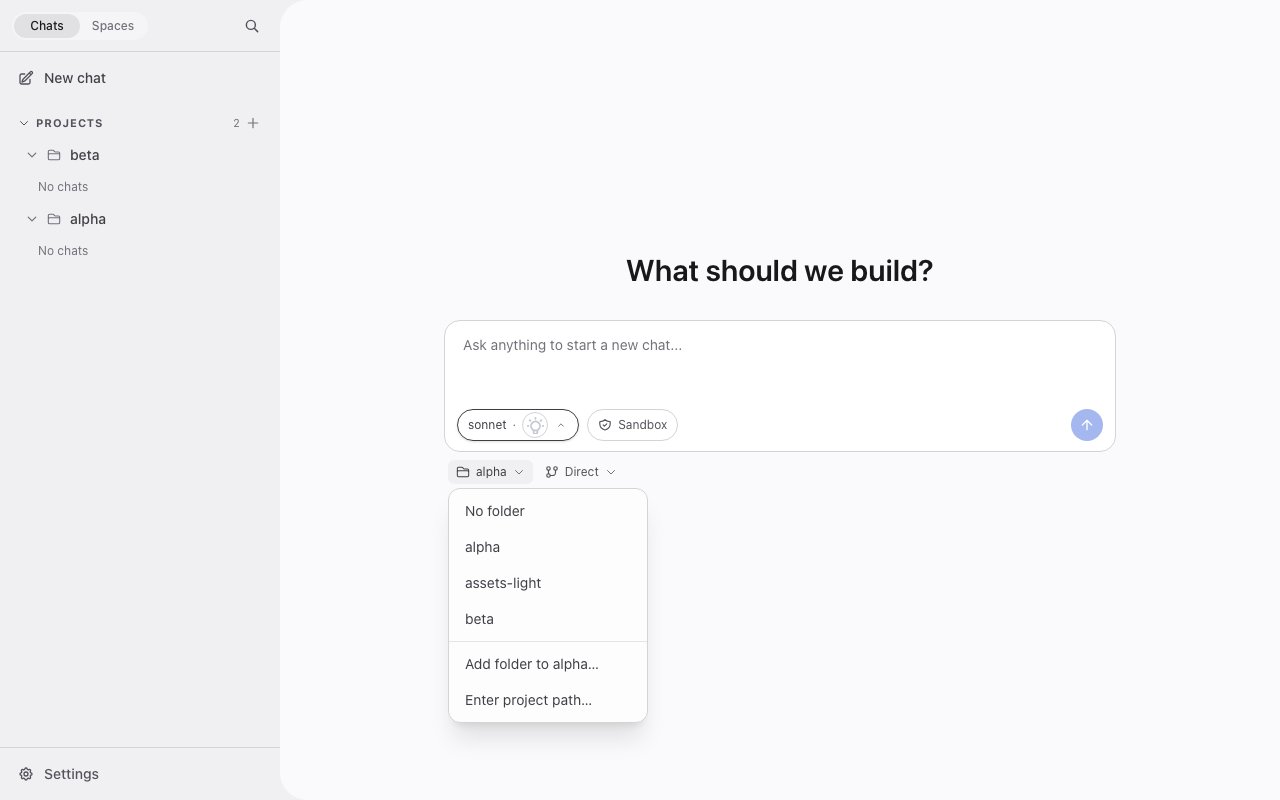 Chats
Spaces
New chat
PROJECTS
2
beta
No chats
alpha
No chats
What should we build?
Ask anything to start a new chat...
sonnet ·
Sandbox
alpha
Direct
No folder
alpha
assets-light
beta
Add folder to alpha...
Enter project path...
Settings